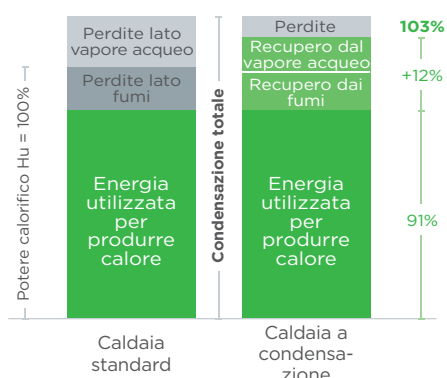 Potere calorifico Hu = 100%
Perdite lato
vapore acqueo
Perdite lato
fumi
Energia
utilizzata
per
produrre
calore
Caldaia
standard
Condensazione totale
Perdite
Recupero dal
vapore acqueo
Recupero dai
fumi
Energia
utilizzata
per
produrre
calore
Caldaia a
condensa-
zione
103%
+12%
91%